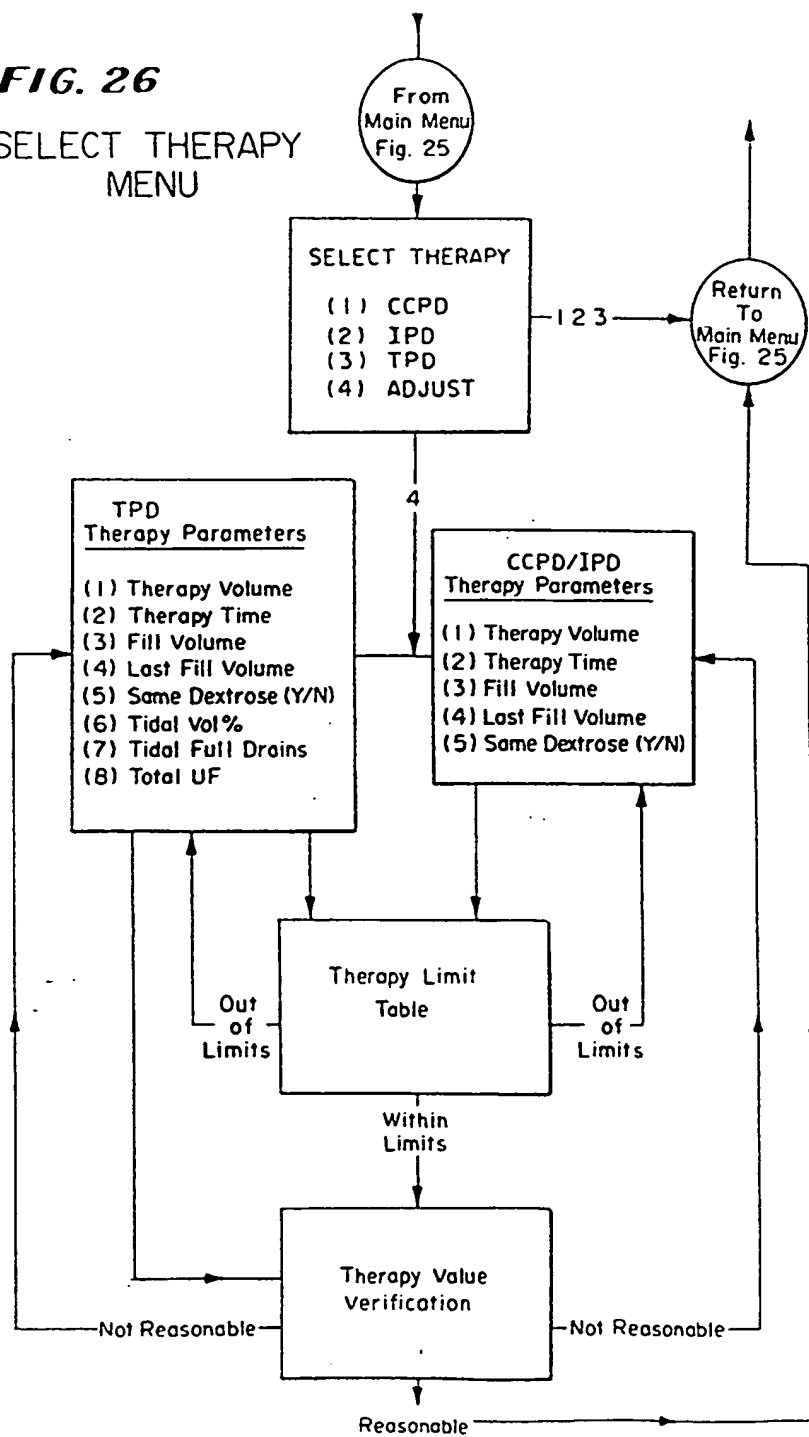 FIG. 26
SELECT THERAPY
MENU
From
Main Menu
Fig. 25
SELECT THERAPY
(1) CCPD
(2) IPD
(3) TPD
(4) ADJUST
1 2 3
Return
To
Main Menu
Fig. 25
4
TPD
Therapy Parameters
(1) Therapy Volume
(2) Therapy Time
(3) Fill Volume
(4) Last Fill Volume
(5) Same Dextrose (Y/N)
(6) Tidal Vol%
(7) Tidal Full Drains
(8) Total UF
CCPD/IPD
Therapy Parameters
(1) Therapy Volume
(2) Therapy Time
(3) Fill Volume
(4) Last Fill Volume
(5) Same Dextrose (Y/N)
Therapy Limit
Table
Out
of
Limits
Out
of
Limits
Within
Limits
Therapy Value
Verification
Not Reasonable
Not Reasonable
Reasonable